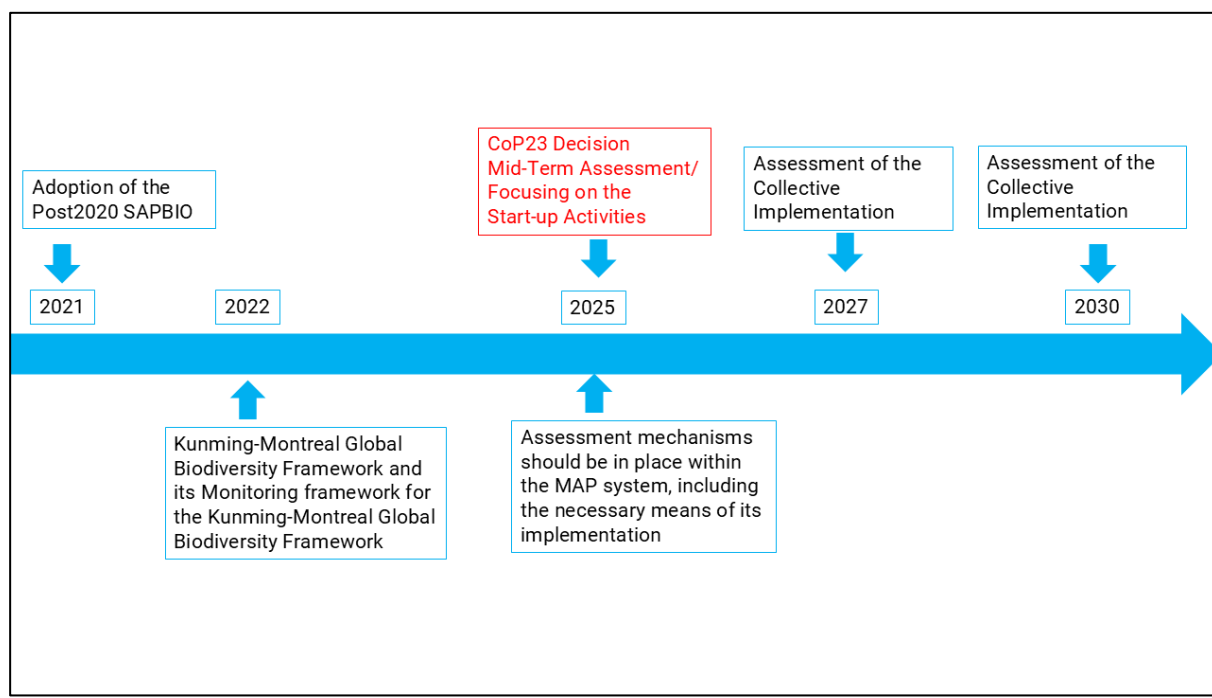 CoP23 Decision
Mid-Term Assessment/
Focusing on the
Start-up Activities
Assessment of the
Collective
Implementation
Assessment of the
Collective
Implementation
Adoption of the
Post2020 SAPBIO
2021
2022
2025
2027
2030
Kunming-Montreal Global
Biodiversity Framework and
its Monitoring framework for
the Kunming-Montreal Global
Biodiversity Framework
Assessment mechanisms
should be in place within
the MAP system, including
the necessary means of its
implementation